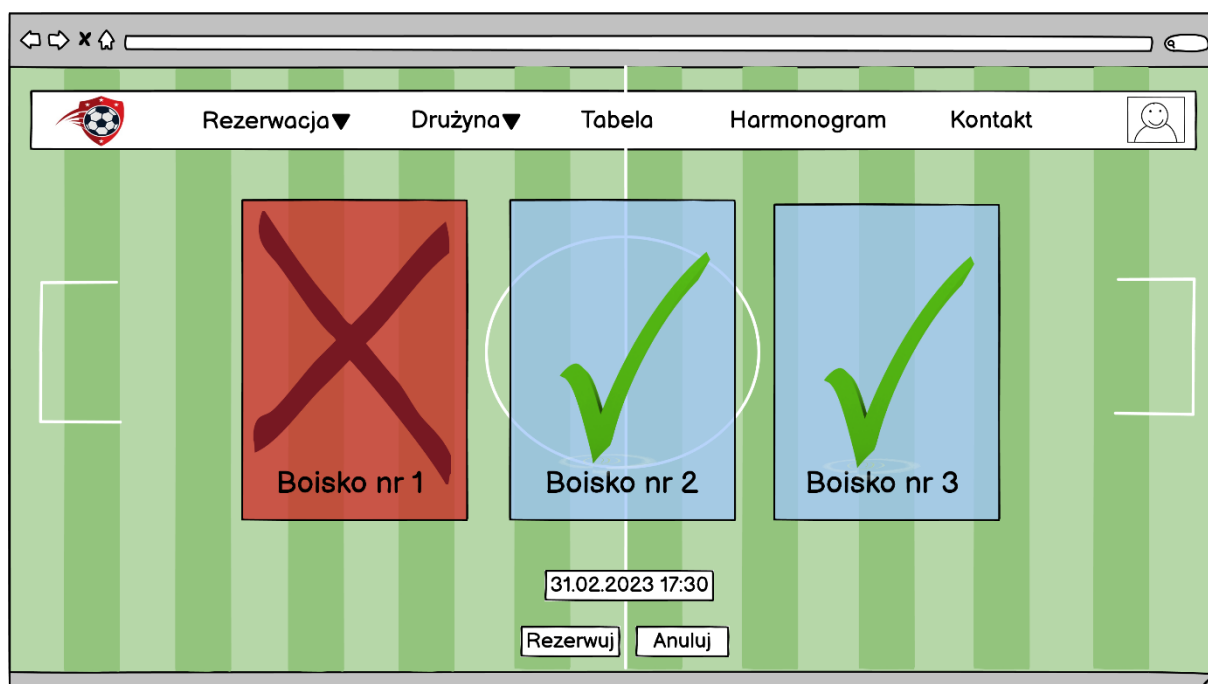 Rezerwacja▼ Drużyna▼ Tabela Harmonogram Kontakt
Boisko nr 1 Boisko nr 2 Boisko nr 3
31.02.2023 17:30
Rezerwuj Anuluj